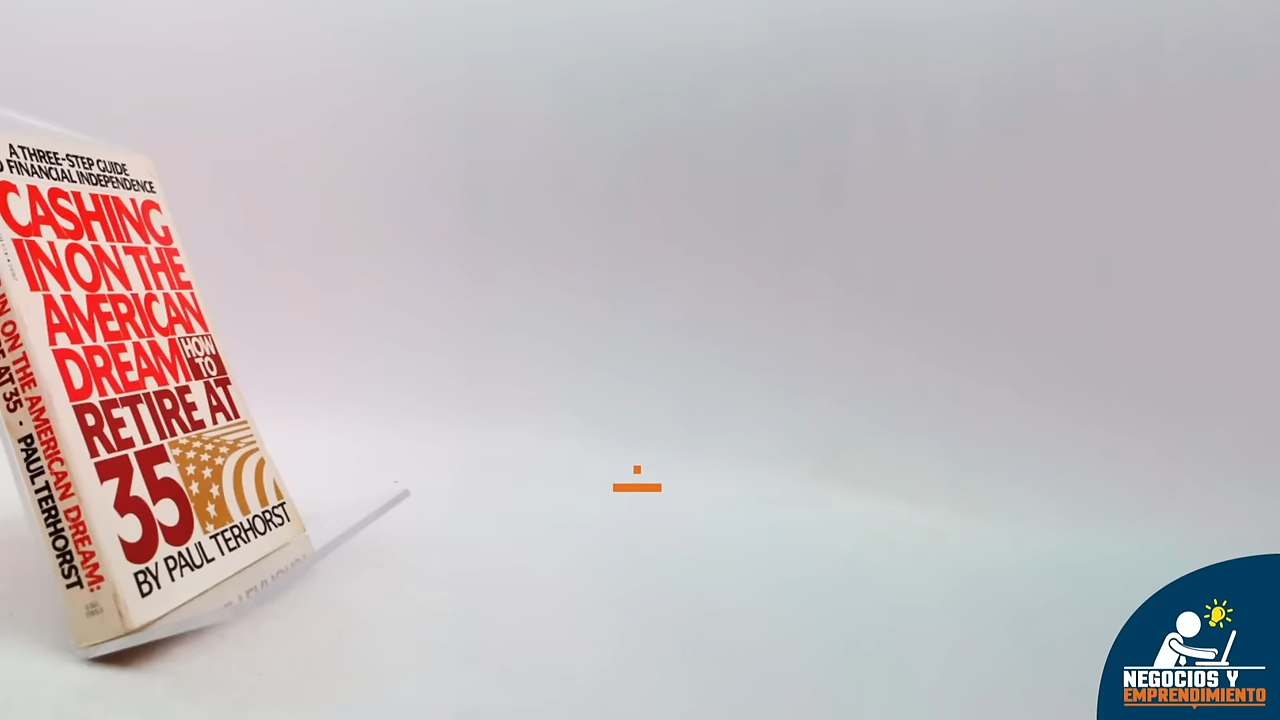 A THREE-STEP GUIDE
FINANCIAL INDEPENDENCE
CASHING
IN ON THE
AMERICAN
DREAM HOW
TO
RETIRE AT
35
BY PAUL TERHORST
IN ON THE AMERICAN DREAM:
AT 35 · PAUL TERHORST
NEGOCIOS Y
EMPRENDIMIENTO